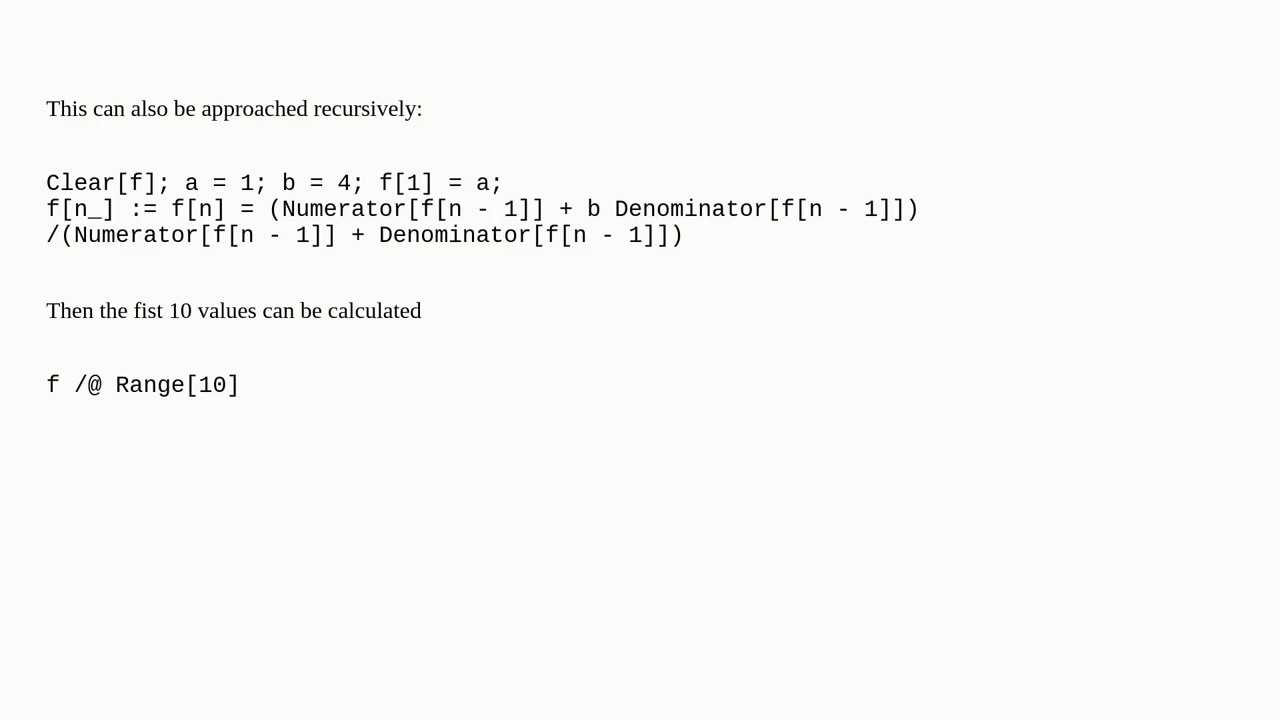 This can also be approached recursively:
Clear[f]; a = 1; b = 4; f[1] = a;
f[n_] := f[n] = (Numerator[f[n - 1]] + b Denominator[f[n - 1]])
/(Numerator[f[n - 1]] + Denominator[f[n - 1]])
Then the fist 10 values can be calculated
f /@ Range[10]